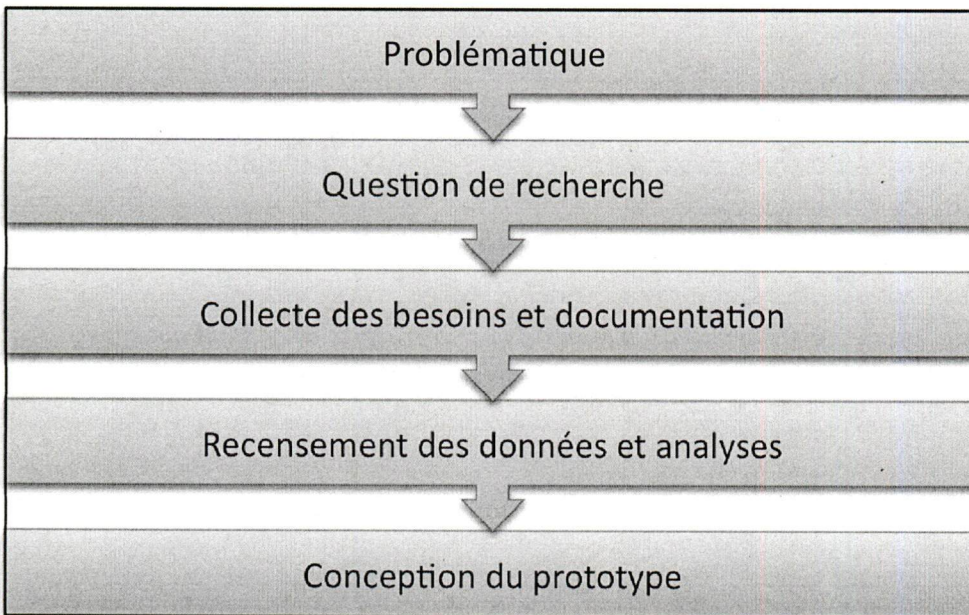 Problématique
Question de recherche
Collecte des besoins et documentation
Recensement des données et analyses
Conception du prototype